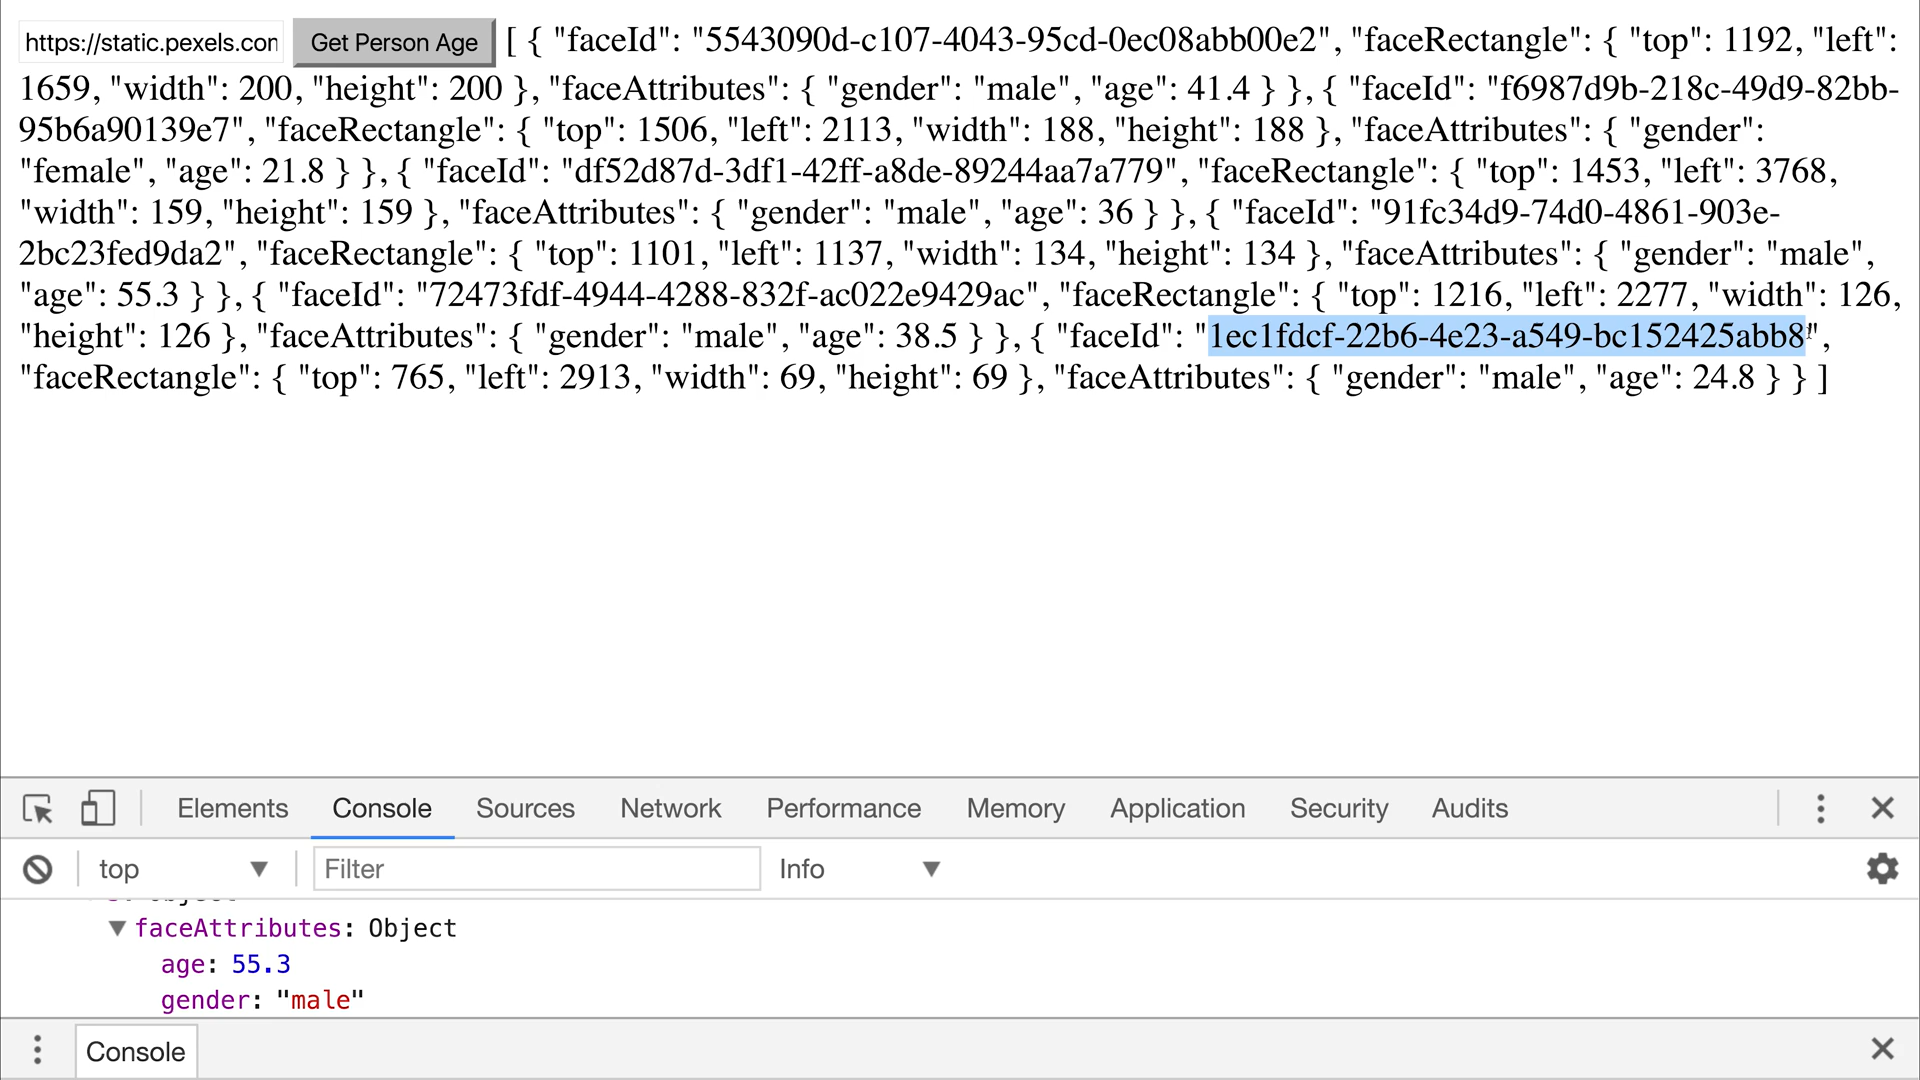 https://static.pexels.con Get Person Age [ { "faceId": "5543090d-c107-4043-95cd-0ec08abb00e2", "faceRectangle": { "top": 1192, "left":
1659, "width": 200, "height": 200 }, "faceAttributes": { "gender": "male", "age": 41.4 } }, { "faceId": "f6987d9b-218c-49d9-82bb-
95b6a90139e7", "faceRectangle": { "top": 1506, "left": 2113, "width": 188, "height": 188 }, "faceAttributes": { "gender":
"female", "age": 21.8 } }, { "faceId": "df52d87d-3df1-42ff-a8de-89244aa7a779", "faceRectangle": { "top": 1453, "left": 3768,
"width": 159, "height": 159 }, "faceAttributes": { "gender": "male", "age": 36 } }, { "faceId": "91fc34d9-74d0-4861-903e-
2bc23fed9da2", "faceRectangle": { "top": 1101, "left": 1137, "width": 134, "height": 134 }, "faceAttributes": { "gender": "male",
"age": 55.3 } }, { "faceId": "72473fdf-4944-4288-832f-ac022e9429ac", "faceRectangle": { "top": 1216, "left": 2277, "width": 126,
"height": 126 }, "faceAttributes": { "gender": "male", "age": 38.5 } }, { "faceId": "1ec1fdcf-22b6-4e23-a549-bc152425abb8",
"faceRectangle": { "top": 765, "left": 2913, "width": 69, "height": 69 }, "faceAttributes": { "gender": "male", "age": 24.8 } } ]
Elements Console Sources Network Performance Memory Application Security Audits
top Filter Info
faceAttributes: Object
age: 55.3
gender: "male"
Console